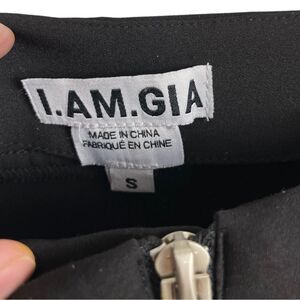 I.AM.GIA
MADE IN CHINA
FABRIQUÉ EN CHINE
S